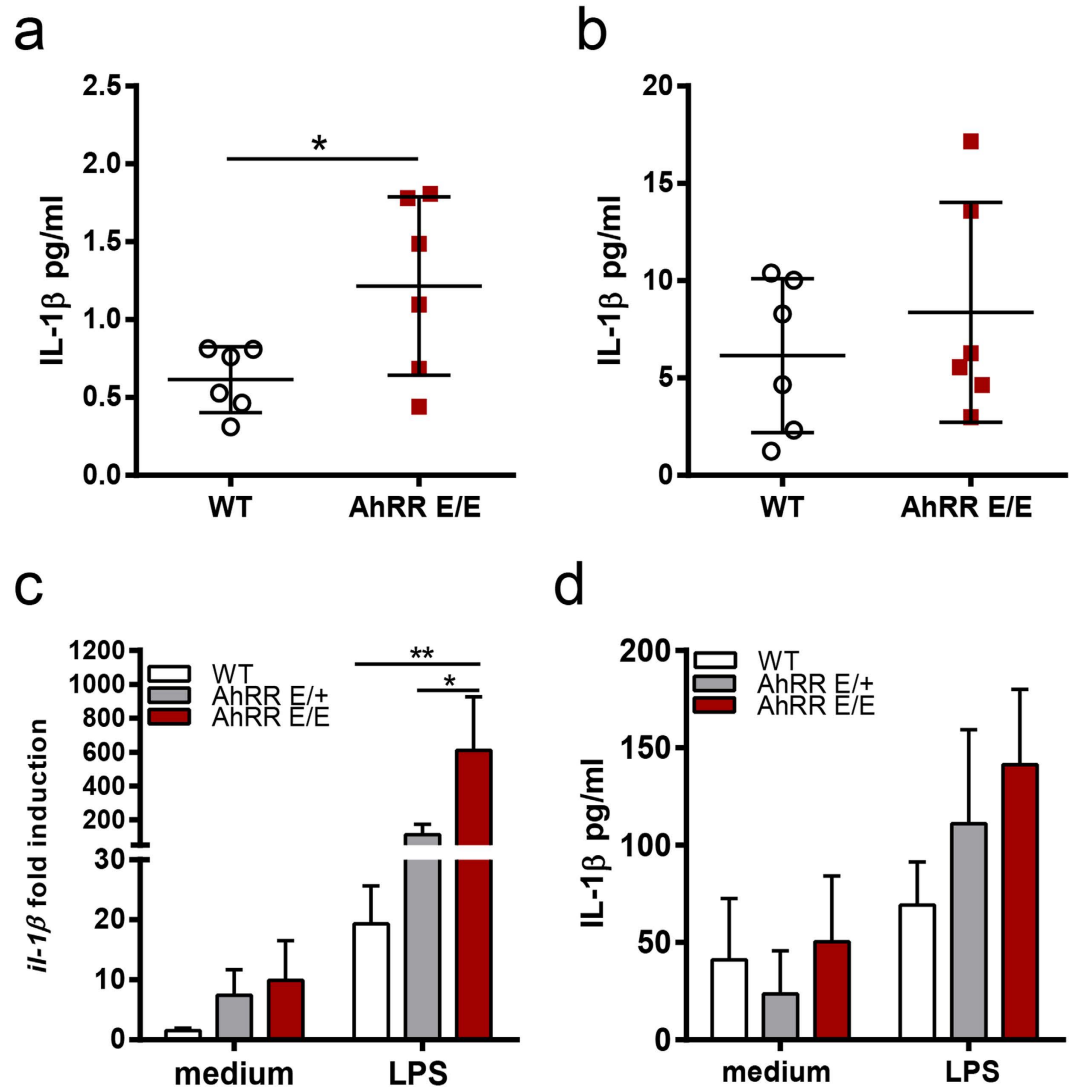 a
2.5
2.0
1.5
1.0
0.5
0.0
IL-1β pg/ml
*
WT
AhRR E/E
b
20
15
10
5
0
IL-1β pg/ml
WT
AhRR E/E
c
1200
1000
800
600
400
200
30
20
10
0
il-1β fold induction
WT
AhRR E/+
AhRR E/E
**
*
medium
LPS
d
200
150
100
50
0
IL-1β pg/ml
WT
AhRR E/+
AhRR E/E
medium
LPS